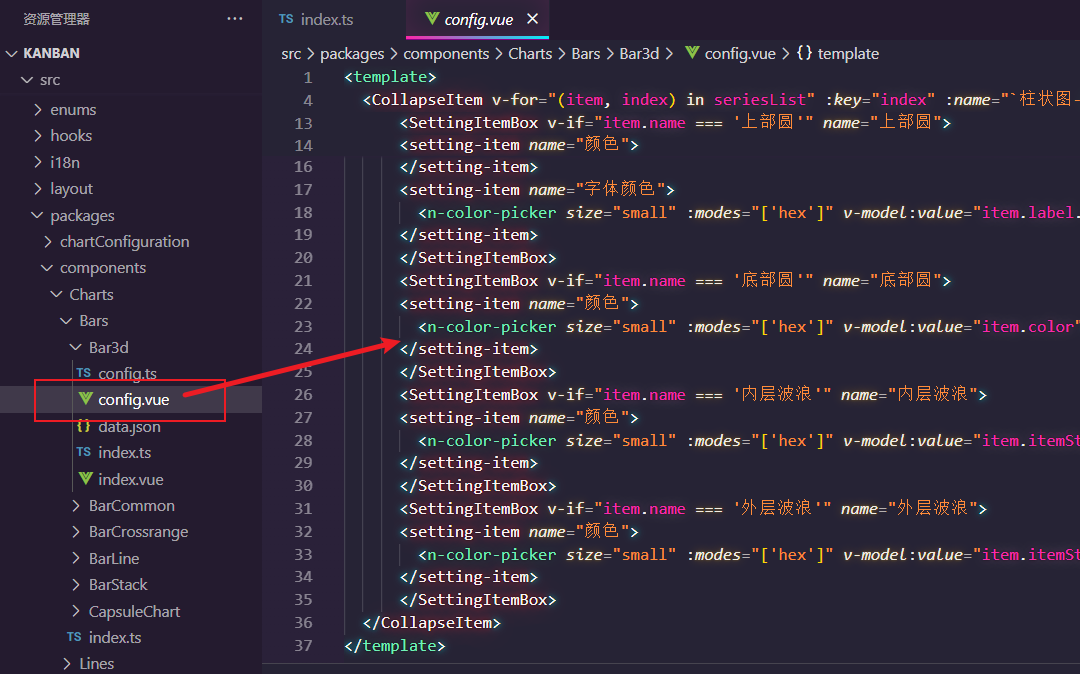 资源管理器 ···
KANBAN
src
enums
hooks
i18n
layout
packages
chartConfiguration
components
Charts
Bars
Bar3d
TS config.ts
config.vue
{} data.json
TS index.ts
index.vue
BarCommon
BarCrossrange
BarLine
BarStack
CapsuleChart
TS index.ts
Lines
TS index.ts
config.vue ×
src > packages > components > Charts > Bars > Bar3d > config.vue > {} template
1 <template>
4 <CollapseItem v-for="(item, index) in seriesList" :key="index" :name="`柱状图-
13 <SettingItemBox v-if="item.name === '上部圆'" name="上部圆">
14 <setting-item name="颜色">
16 </setting-item>
17 <setting-item name="字体颜色">
18 <n-color-picker size="small" :modes="['hex']" v-model:value="item.label.
19 </setting-item>
20 </SettingItemBox>
21 <SettingItemBox v-if="item.name === '底部圆'" name="底部圆">
22 <setting-item name="颜色">
23 <n-color-picker size="small" :modes="['hex']" v-model:value="item.color"
24 </setting-item>
25 </SettingItemBox>
26 <SettingItemBox v-if="item.name === '内层波浪'" name="内层波浪">
27 <setting-item name="颜色">
28 <n-color-picker size="small" :modes="['hex']" v-model:value="item.itemSt
29 </setting-item>
30 </SettingItemBox>
31 <SettingItemBox v-if="item.name === '外层波浪'" name="外层波浪">
32 <setting-item name="颜色">
33 <n-color-picker size="small" :modes="['hex']" v-model:value="item.itemSt
34 </setting-item>
35 </SettingItemBox>
36 </CollapseItem>
37 </template>